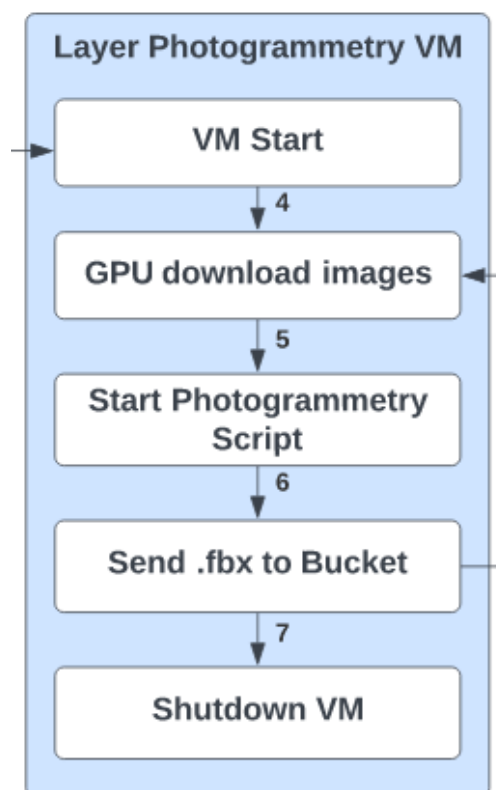 Layer Photogrammetry VM
VM Start
4
GPU download images
5
Start Photogrammetry
Script
6
Send .fbx to Bucket
7
Shutdown VM